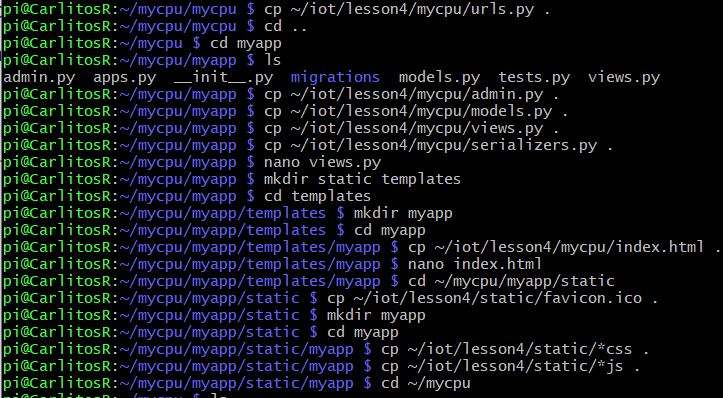 pi@CarlitosR:~/mycpu/mycpu $ cp ~/iot/lesson4/mycpu/urls.py .
pi@CarlitosR:~/mycpu/mycpu $ cd ..
pi@CarlitosR:~/mycpu $ cd myapp
pi@CarlitosR:~/mycpu/myapp $ ls
admin.py  apps.py  __init__.py  migrations  models.py  tests.py  views.py
pi@CarlitosR:~/mycpu/myapp $ cp ~/iot/lesson4/mycpu/admin.py .
pi@CarlitosR:~/mycpu/myapp $ cp ~/iot/lesson4/mycpu/models.py .
pi@CarlitosR:~/mycpu/myapp $ cp ~/iot/lesson4/mycpu/views.py .
pi@CarlitosR:~/mycpu/myapp $ cp ~/iot/lesson4/mycpu/serializers.py .
pi@CarlitosR:~/mycpu/myapp $ nano views.py
pi@CarlitosR:~/mycpu/myapp $ mkdir static templates
pi@CarlitosR:~/mycpu/myapp $ cd templates
pi@CarlitosR:~/mycpu/myapp/templates $ mkdir myapp
pi@CarlitosR:~/mycpu/myapp/templates $ cd myapp
pi@CarlitosR:~/mycpu/myapp/templates/myapp $ cp ~/iot/lesson4/mycpu/index.html .
pi@CarlitosR:~/mycpu/myapp/templates/myapp $ nano index.html
pi@CarlitosR:~/mycpu/myapp/templates/myapp $ cd ~/mycpu/myapp/static
pi@CarlitosR:~/mycpu/myapp/static $ cp ~/iot/lesson4/static/favicon.ico .
pi@CarlitosR:~/mycpu/myapp/static $ mkdir myapp
pi@CarlitosR:~/mycpu/myapp/static $ cd myapp
pi@CarlitosR:~/mycpu/myapp/static/myapp $ cp ~/iot/lesson4/static/*css .
pi@CarlitosR:~/mycpu/myapp/static/myapp $ cp ~/iot/lesson4/static/*js .
pi@CarlitosR:~/mycpu/myapp/static/myapp $ cd ~/mycpu
pi@CarlitosR:~/mycpu $ ls